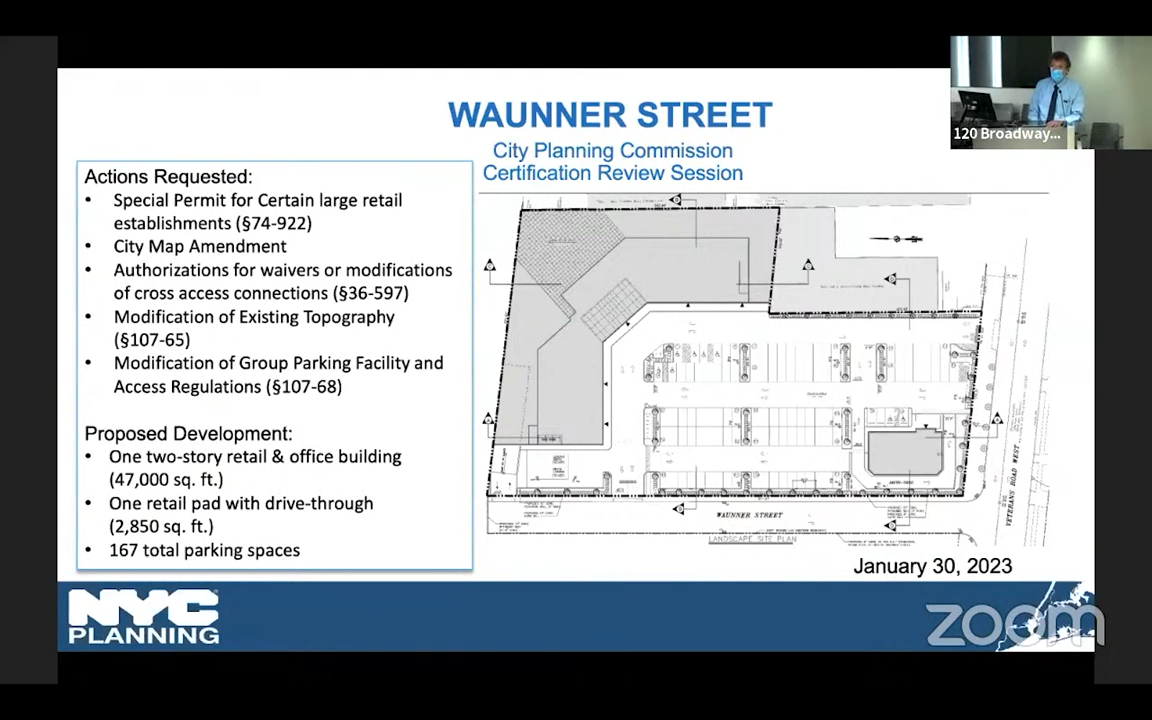 WAUNNER STREET
City Planning Commission
Certification Review Session
120 Broadway...
Actions Requested:
• Special Permit for Certain large retail
establishments (§74-922)
• City Map Amendment
• Authorizations for waivers or modifications
of cross access connections (§36-597)
• Modification of Existing Topography
(§107-65)
• Modification of Group Parking Facility and
Access Regulations (§107-68)
Proposed Development:
• One two-story retail & office building
(47,000 sq. ft.)
• One retail pad with drive-through
(2,850 sq. ft.)
• 167 total parking spaces
VETERANS ROAD WEST
WAUNNER STREET
LANDSCAPE SITE PLAN
January 30, 2023
NYC
PLANNING
zoom